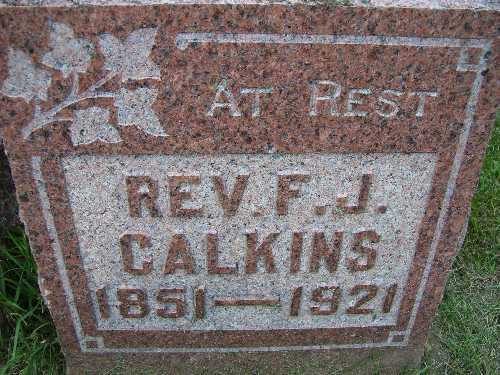 At Rest
REV. F. J.
CALKINS
1851—1921